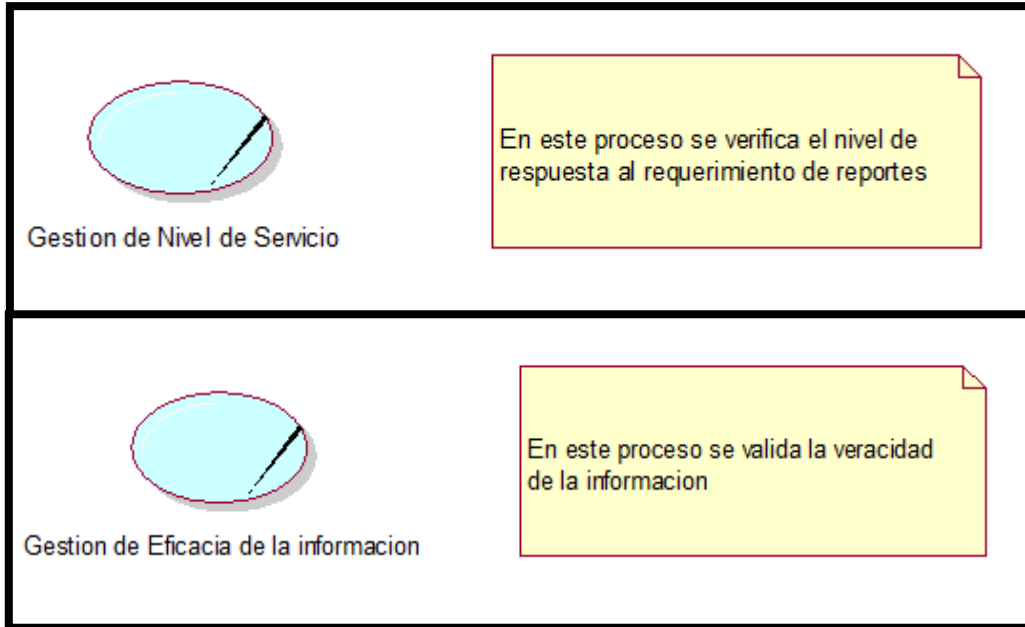 En este proceso se verifica el nivel de
respuesta al requerimiento de reportes
Gestion de Nivel de Servicio
En este proceso se valida la veracidad
de la informacion
Gestion de Eficacia de la informacion